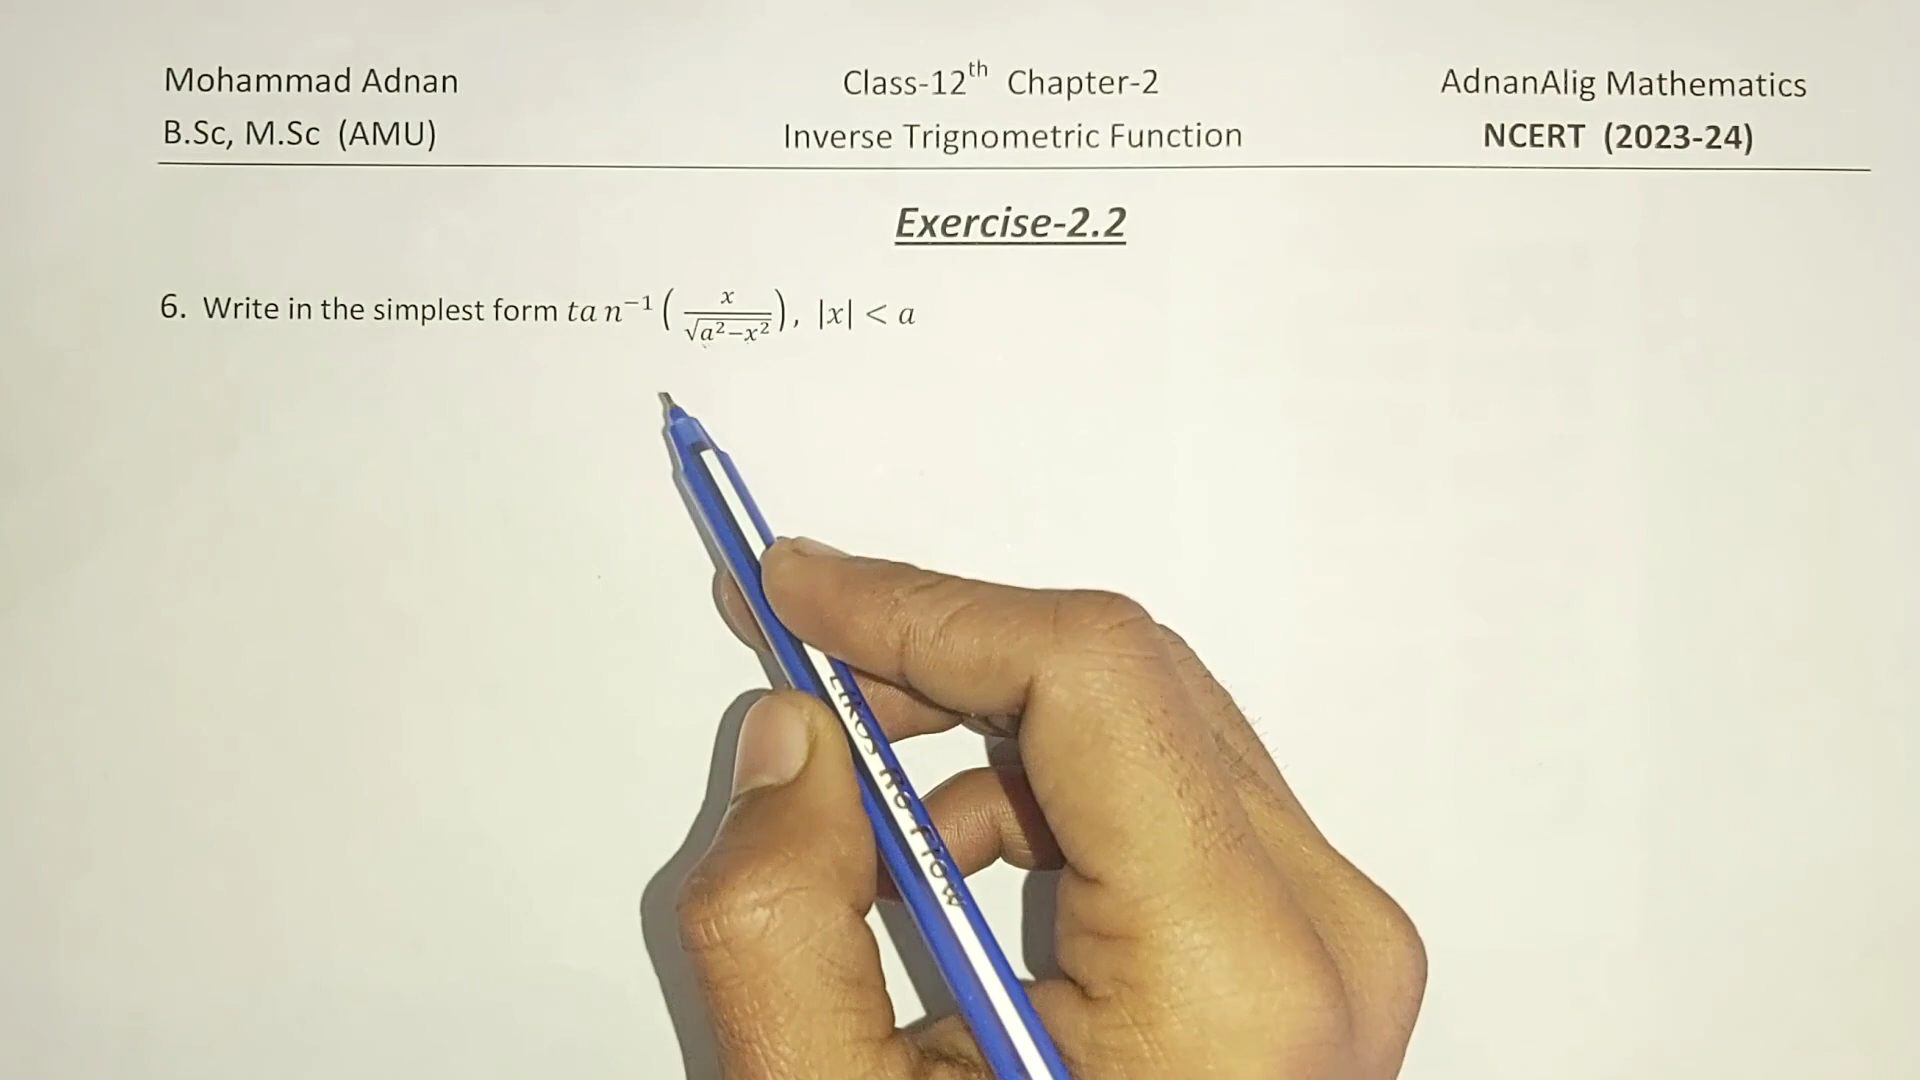 Mohammad Adnan
B.Sc, M.Sc (AMU)
Class-12th Chapter-2
Inverse Trignometric Function
AdnanAlig Mathematics
NCERT (2023-24)
Exercise-2.2
6. Write in the simplest form tan⁻¹(x/√(a²−x²)), |x| < a
Flow